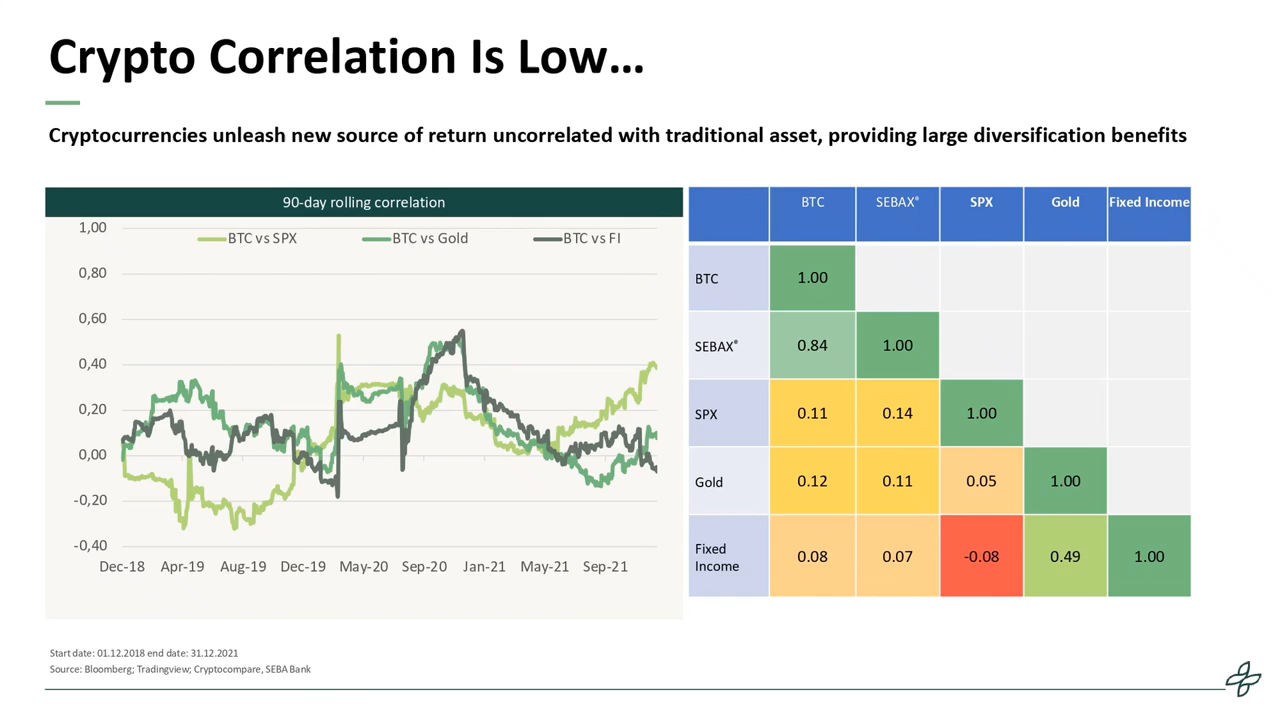 Crypto Correlation Is Low...
Cryptocurrencies unleash new source of return uncorrelated with traditional asset, providing large diversification benefits
90-day rolling correlation
BTC vs SPX BTC vs Gold BTC vs FI
1,00
0,80
0,60
0,40
0,20
0,00
-0,20
-0,40
Dec-18 Apr-19 Aug-19 Dec-19 May-20 Sep-20 Jan-21 May-21 Sep-21
BTC SEBAX® SPX Gold Fixed Income
BTC 1.00
SEBAX® 0.84 1.00
SPX 0.11 0.14 1.00
Gold 0.12 0.11 0.05 1.00
Fixed
Income 0.08 0.07 -0.08 0.49 1.00
Start date: 01.12.2018 end date: 31.12.2021
Source: Bloomberg; Tradingview; Cryptocompare, SEBA Bank